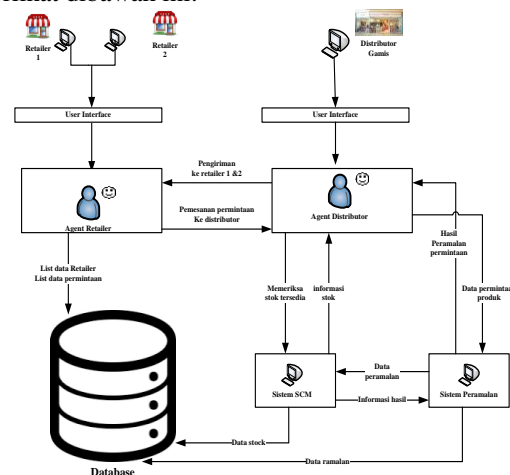 Retailer
1
Retailer
2
Distributor
Gamis
User Interface
User Interface
Pengiriman
ke retailer 1 &2
Agent Retailer
Pemesanan permintaan
Ke distributor
Agent Distributor
Hasil
Peramalan
permintaan
List data Retailer
List data permintaan
Memeriksa
stok tersedia
informasi
stok
Data permintaan
produk
Data
peramalan
Sistem SCM
Informasi hasil
Sistem Peramalan
Data stock
Data ramalan
Database